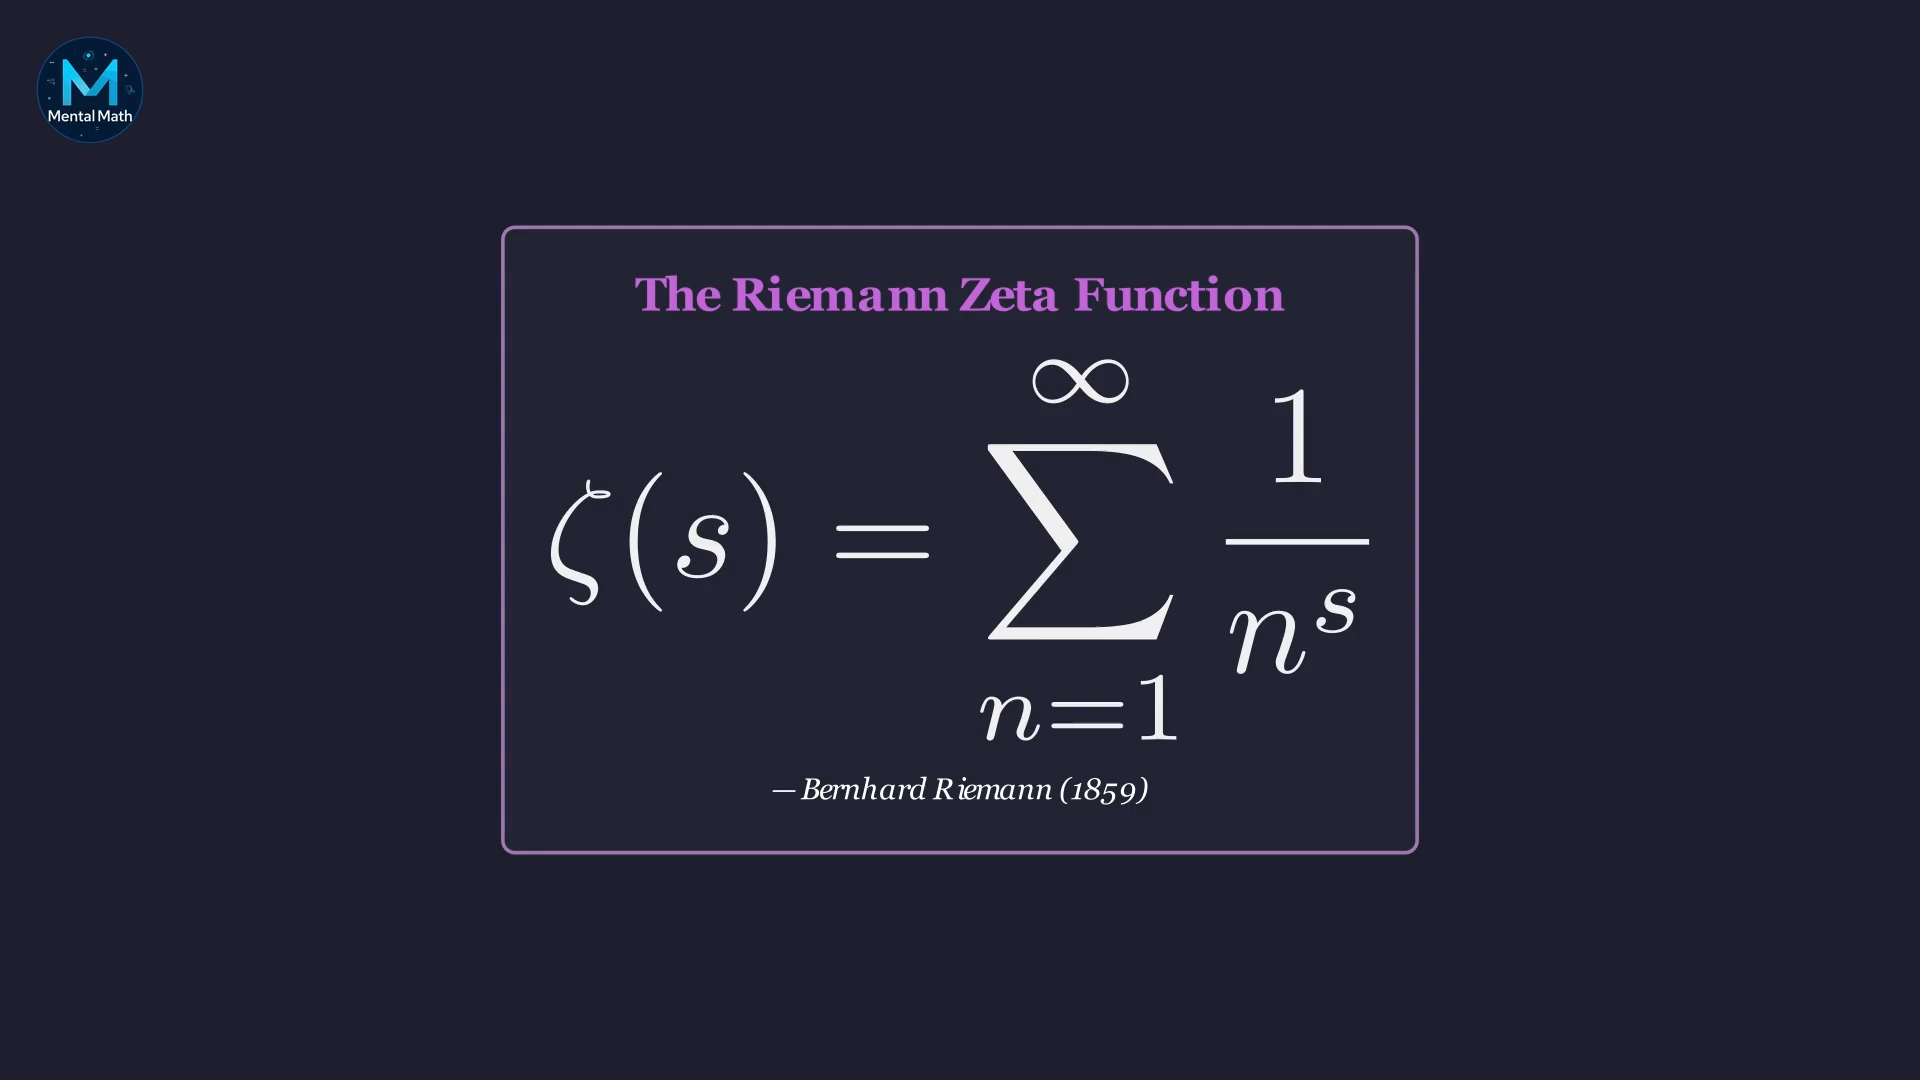 M
Mental Math
The Riemann Zeta Function
ζ(s) = ∑_{n=1}^{∞} 1/n^s
— Bernhard Riemann (1859)